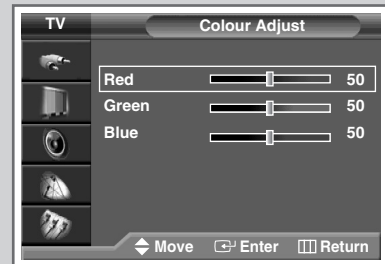 TV Colour Adjust
Red 50
Green 50
Blue 50
Move Enter Return